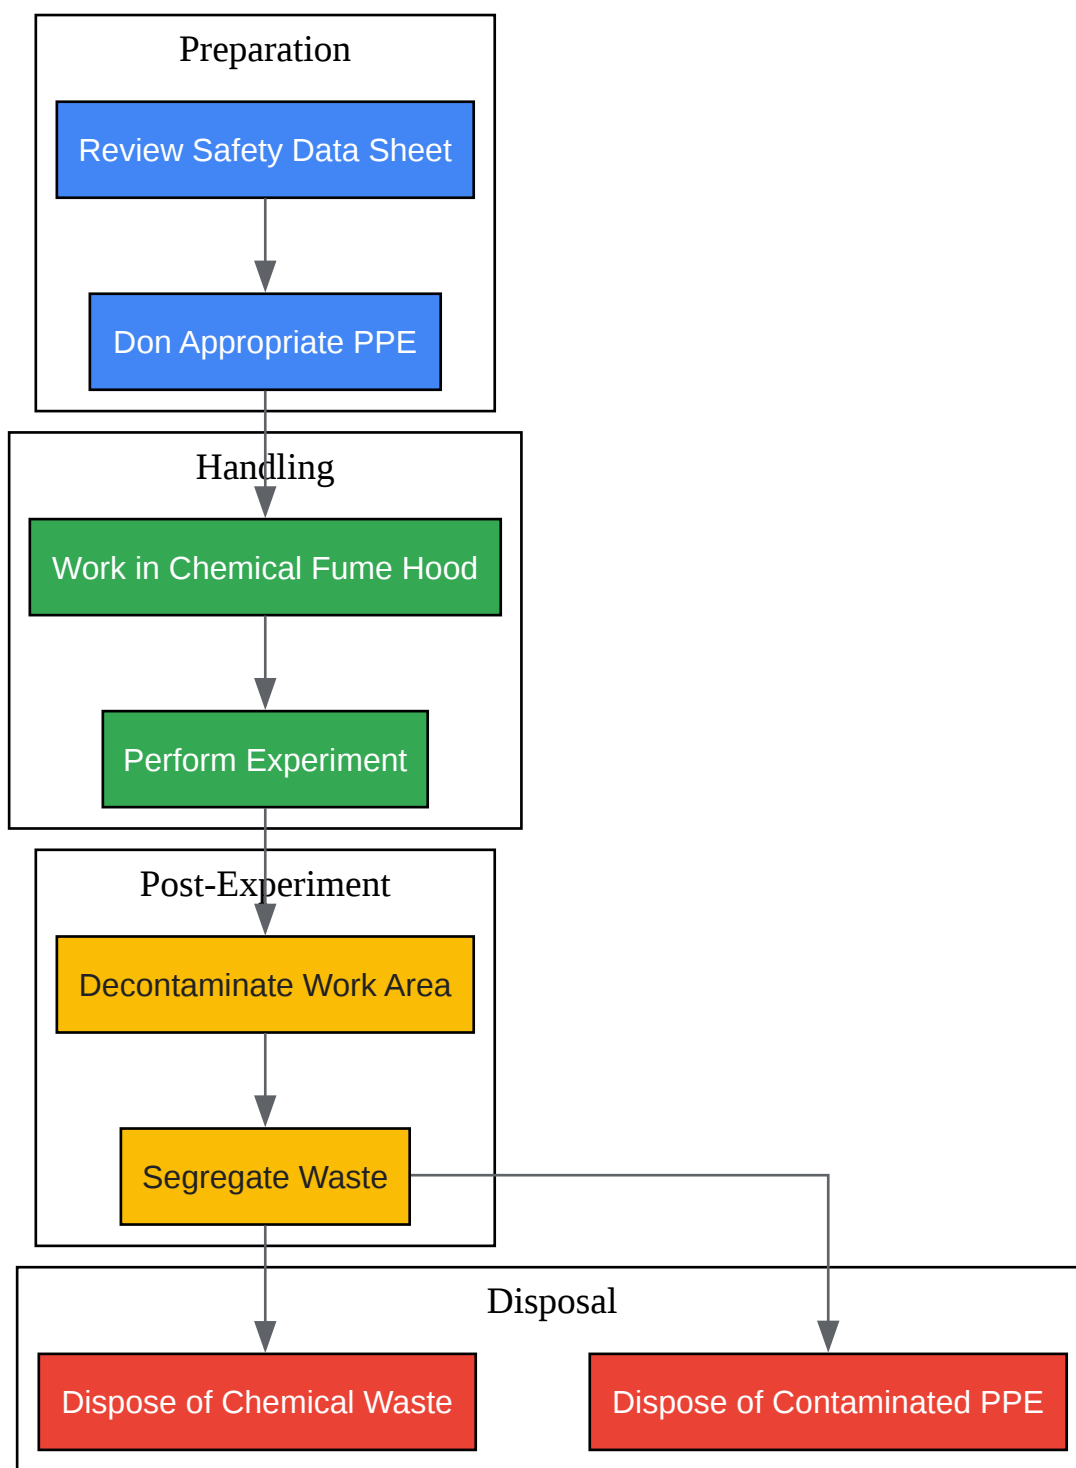 Preparation
Review Safety Data Sheet
Don Appropriate PPE
Handling
Work in Chemical Fume Hood
Perform Experiment
Post-Experiment
Decontaminate Work Area
Segregate Waste
Disposal
Dispose of Chemical Waste
Dispose of Contaminated PPE